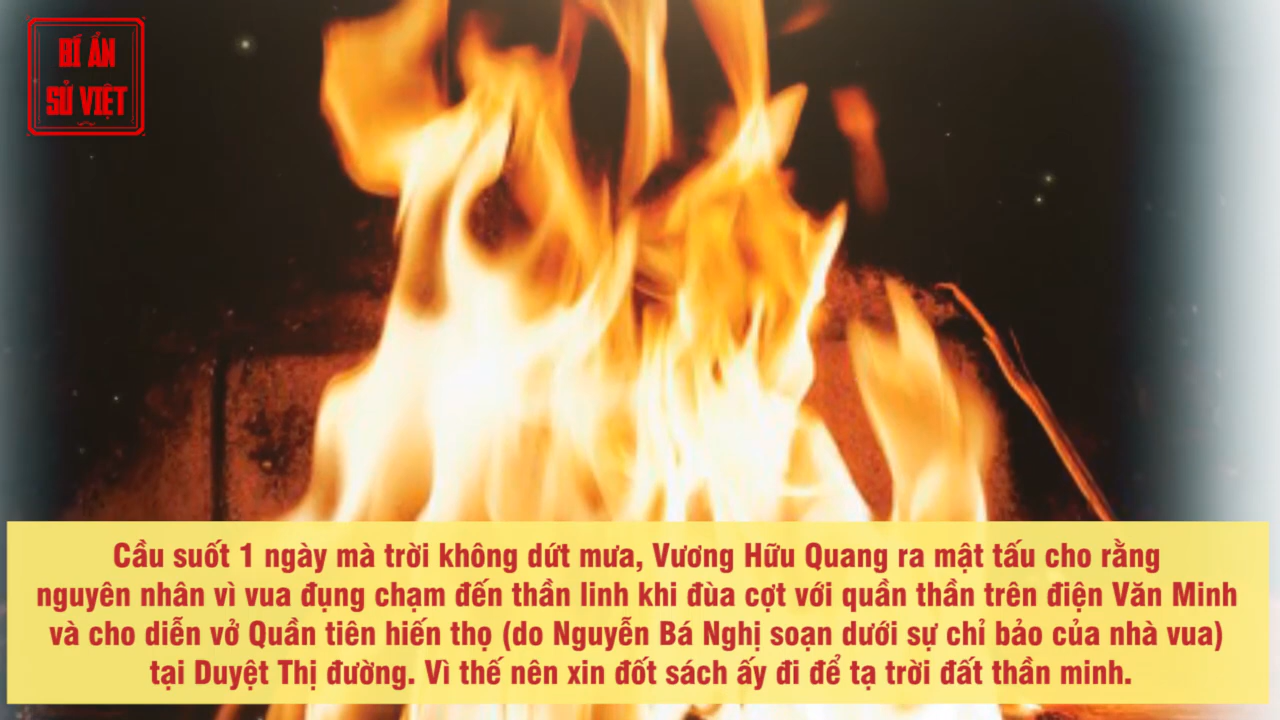 BÍ ẨN
SỬ VIỆT
Cầu suốt 1 ngày mà trời không dứt mưa, Vương Hữu Quang ra mật tấu cho rằng
nguyên nhân vì vua đụng chạm đến thần linh khi đùa cợt với quần thần trên điện Văn Minh
và cho diễn vở Quần tiên hiến thọ (do Nguyễn Bá Nghị soạn dưới sự chỉ bảo của nhà vua)
tại Duyệt Thị đường. Vì thế nên xin đốt sách ấy đi để tạ trời đất thần minh.